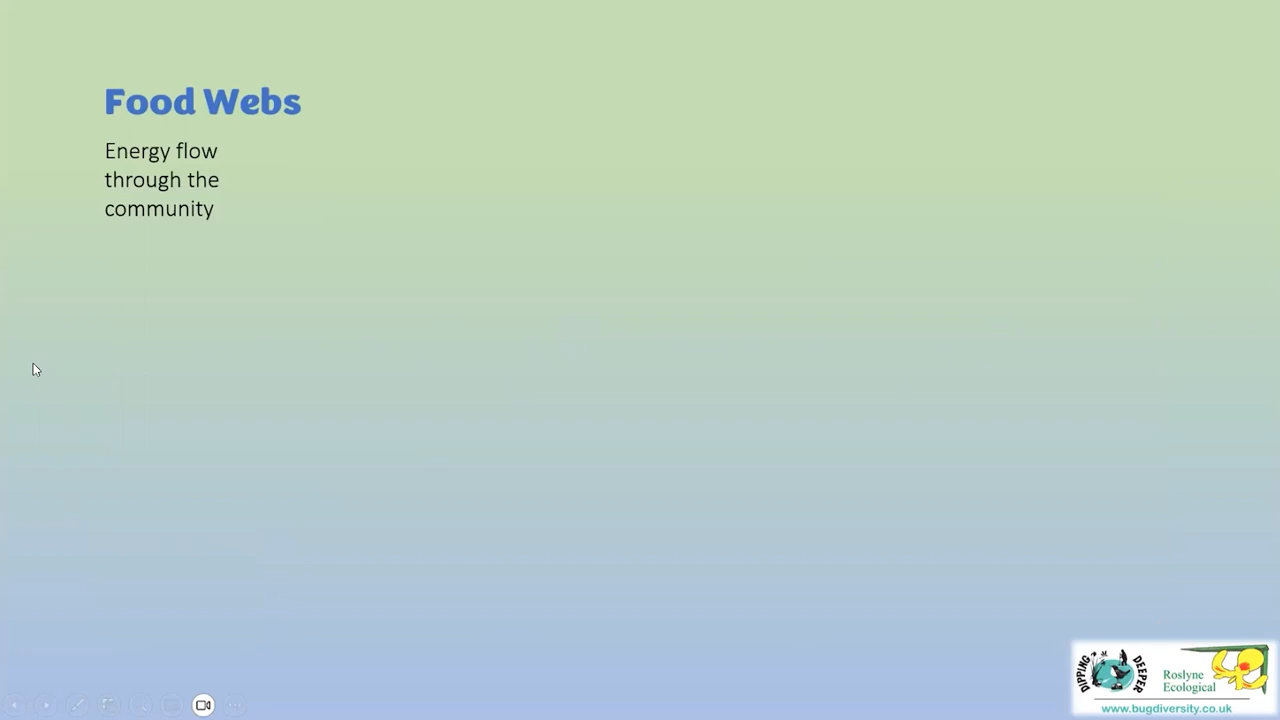 Food Webs
Energy flow
through the
community
DIPPING
DEEPER
Roslyne
Ecological
www.bugdiversity.co.uk